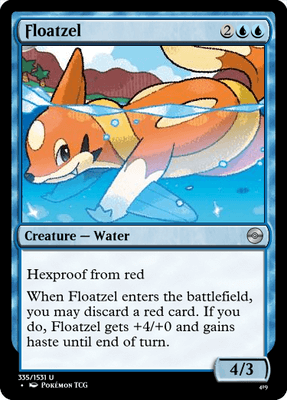 Floatzel 2
Creature — Water
Hexproof from red
When Floatzel enters the battlefield,
you may discard a red card. If you
do, Floatzel gets +4/+0 and gains
haste until end of turn.
4/3
335/1531 U
• Pokémon TCG